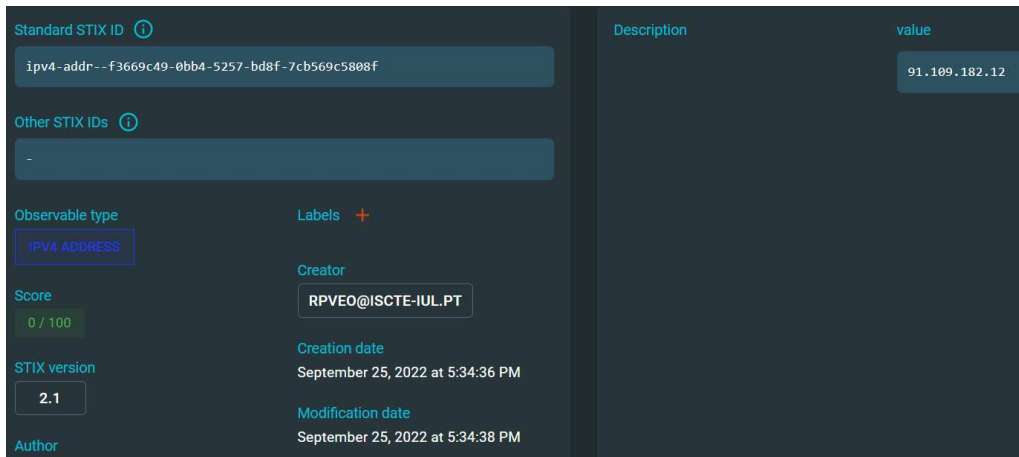 Standard STIX ID
ipv4-addr--f3669c49-0bb4-5257-bd8f-7cb569c5808f
Other STIX IDs
-
Observable type
IPV4 ADDRESS
Score
0 / 100
STIX version
2.1
Author
Labels +
Creator
RPVEO@ISCTE-IUL.PT
Creation date
September 25, 2022 at 5:34:36 PM
Modification date
September 25, 2022 at 5:34:38 PM
Description
value
91.109.182.12